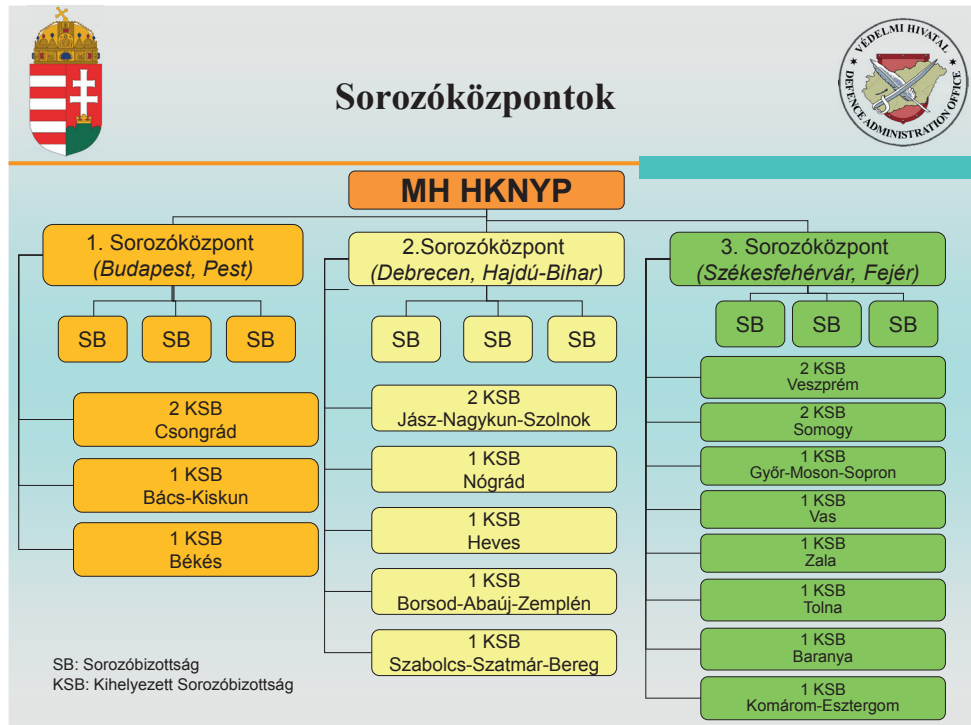 VÉDELMI HIVATAL
DEFENCE ADMINISTRATION OFFICE
Sorozóközpontok
MH HKNYP
1. Sorozóközpont
(Budapest, Pest)
SB
SB
SB
2 KSB
Csongrád
1 KSB
Bács-Kiskun
1 KSB
Békés
2.Sorozóközpont
(Debrecen, Hajdú-Bihar)
SB
SB
SB
2 KSB
Jász-Nagykun-Szolnok
1 KSB
Nógrád
1 KSB
Heves
1 KSB
Borsod-Abaúj-Zemplén
1 KSB
Szabolcs-Szatmár-Bereg
3. Sorozóközpont
(Székesfehérvár, Fejér)
SB
SB
SB
2 KSB
Veszprém
2 KSB
Somogy
1 KSB
Győr-Moson-Sopron
1 KSB
Vas
1 KSB
Zala
1 KSB
Tolna
1 KSB
Baranya
1 KSB
Komárom-Esztergom
SB: Sorozóbizottság
KSB: Kihelyezett Sorozóbizottság